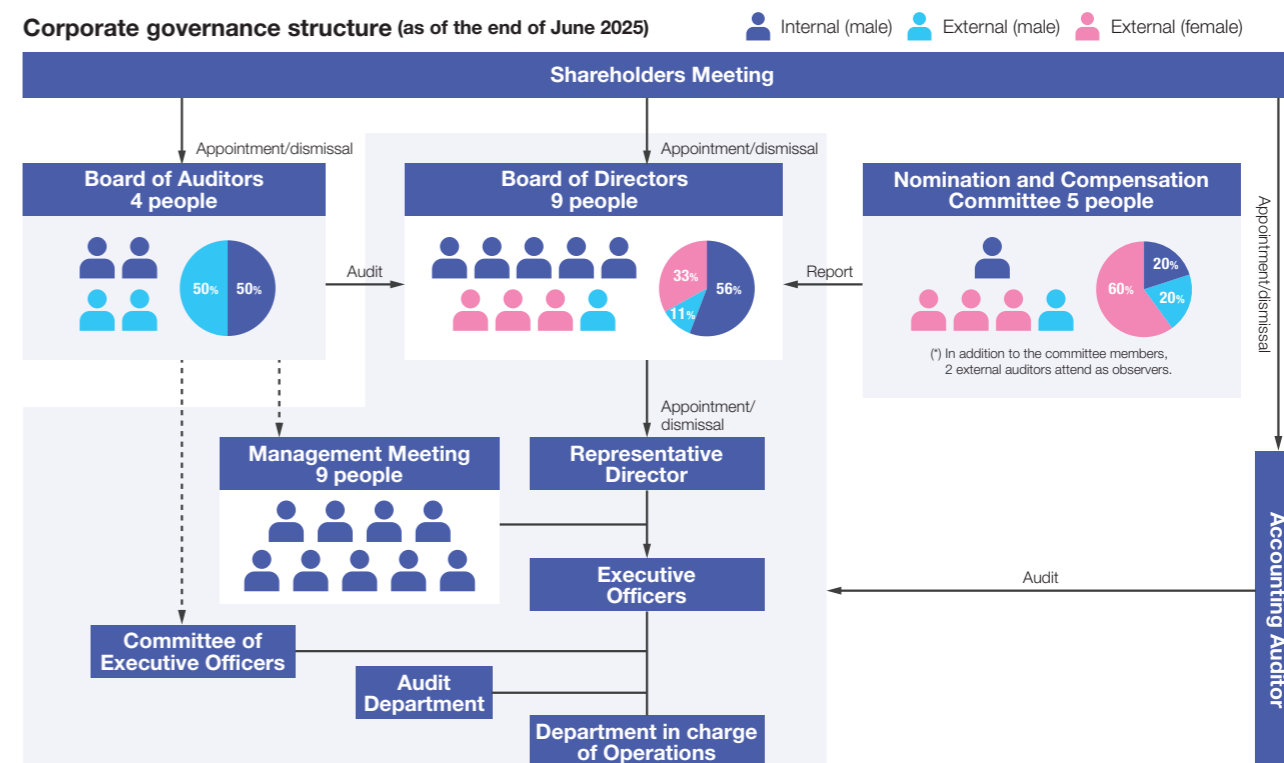 Corporate governance structure (as of the end of June 2025)
Internal (male)
External (male)
External (female)
Shareholders Meeting
Appointment/dismissal
Appointment/dismissal
Appointment/dismissal
Board of Auditors
4 people
50%
50%
Audit
Board of Directors
9 people
33%
56%
11%
Report
Nomination and Compensation
Committee 5 people
20%
60%
20%
(*) In addition to the committee members,
2 external auditors attend as observers.
Appointment/
dismissal
Management Meeting
9 people
Representative
Director
Executive
Officers
Audit
Accounting Auditor
Committee of
Executive Officers
Audit
Department
Department in charge
of Operations